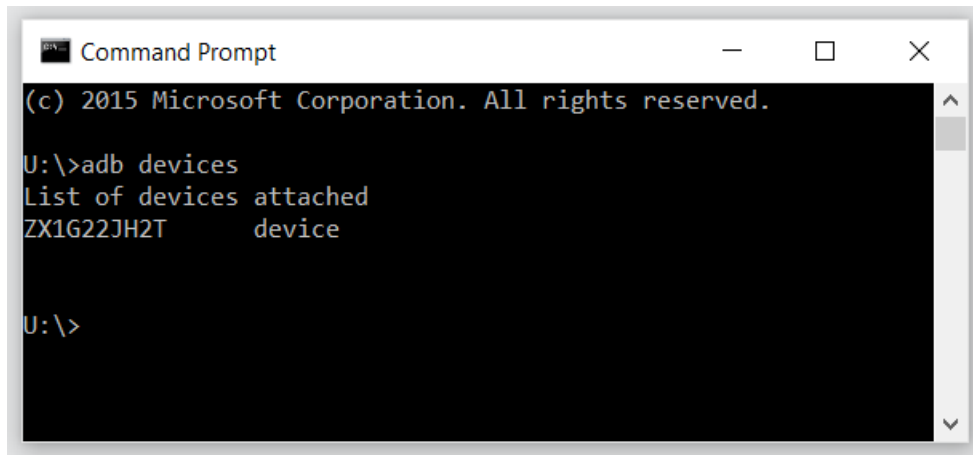 Command Prompt
(c) 2015 Microsoft Corporation. All rights reserved.
U:\>adb devices
List of devices attached
ZX1G22JH2T      device
U:\>